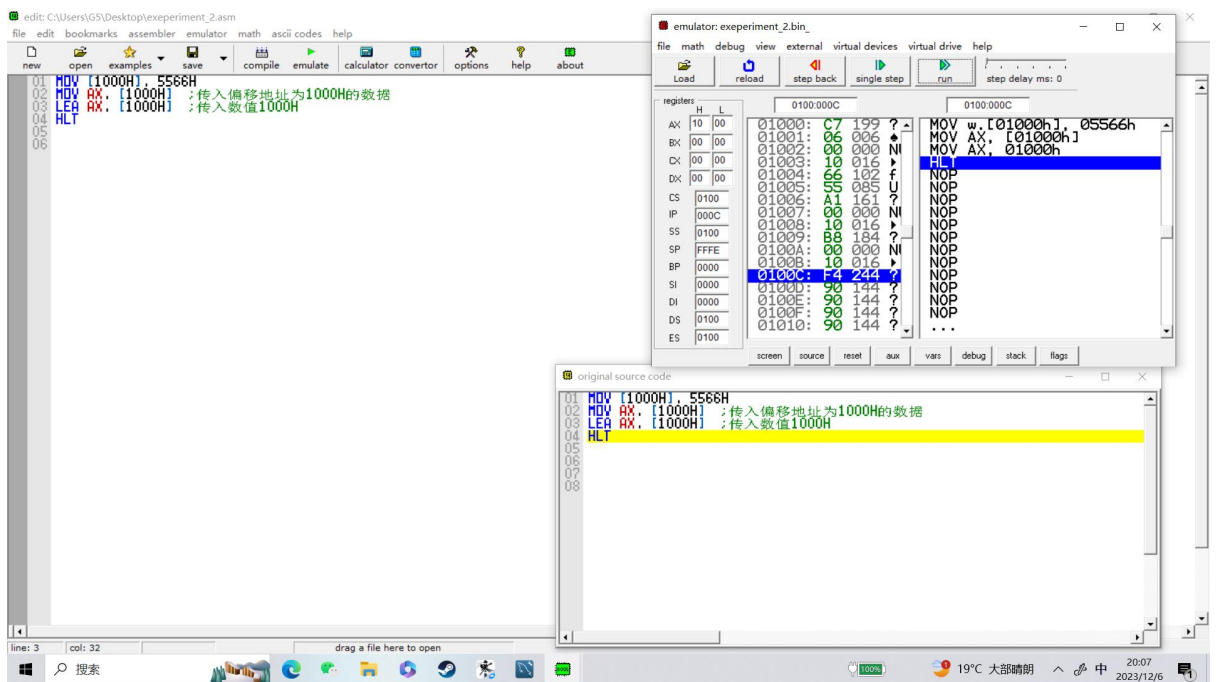 edit: C:\Users\G5\Desktop\exeperiment_2.asm
file edit bookmarks assembler emulator math ascii codes help
new open examples save compile emulate calculator convertor options help about
01 MOV [1000H], 5566H
02 MOV AX, [1000H] ;传入偏移地址为1000H的数据
03 LEA AX, [1000H] ;传入数值1000H
04 HLT
05
06
line: 3 col: 32 drag a file here to open
emulator: exeperiment_2.bin_
file math debug view external virtual devices virtual drive help
Load reload step back single step run step delay ms: 0
registers
H L
AX 10 00
BX 00 00
CX 00 00
DX 00 00
CS 0100
IP 000C
SS 0100
SP FFFE
BP 0000
SI 0000
DI 0000
DS 0100
ES 0100
0100:000C
01000: C7 199 ?
01001: 06 006 ♠
01002: 00 000 NU
01003: 10 016 ►
01004: 66 102 f
01005: 55 085 U
01006: A1 161 ?
01007: 00 000 NU
01008: 10 016 ►
01009: B8 184 ?
0100A: 00 000 NU
0100B: 10 016 ►
0100C: F4 244 ?
0100D: 90 144 ?
0100E: 90 144 ?
0100F: 90 144 ?
01010: 90 144 ?
0100:000C
MOV w.[01000h], 05566h
MOV AX, [01000h]
MOV AX, 01000h
HLT
NOP
NOP
NOP
NOP
NOP
NOP
NOP
NOP
NOP
NOP
NOP
NOP
...
screen source reset aux vars debug stack flags
original source code
01 MOV [1000H], 5566H
02 MOV AX, [1000H] ;传入偏移地址为1000H的数据
03 LEA AX, [1000H] ;传入数值1000H
04 HLT
05
06
07
08
搜索
100%
19°C 大部晴朗
中
20:07
2023/12/6